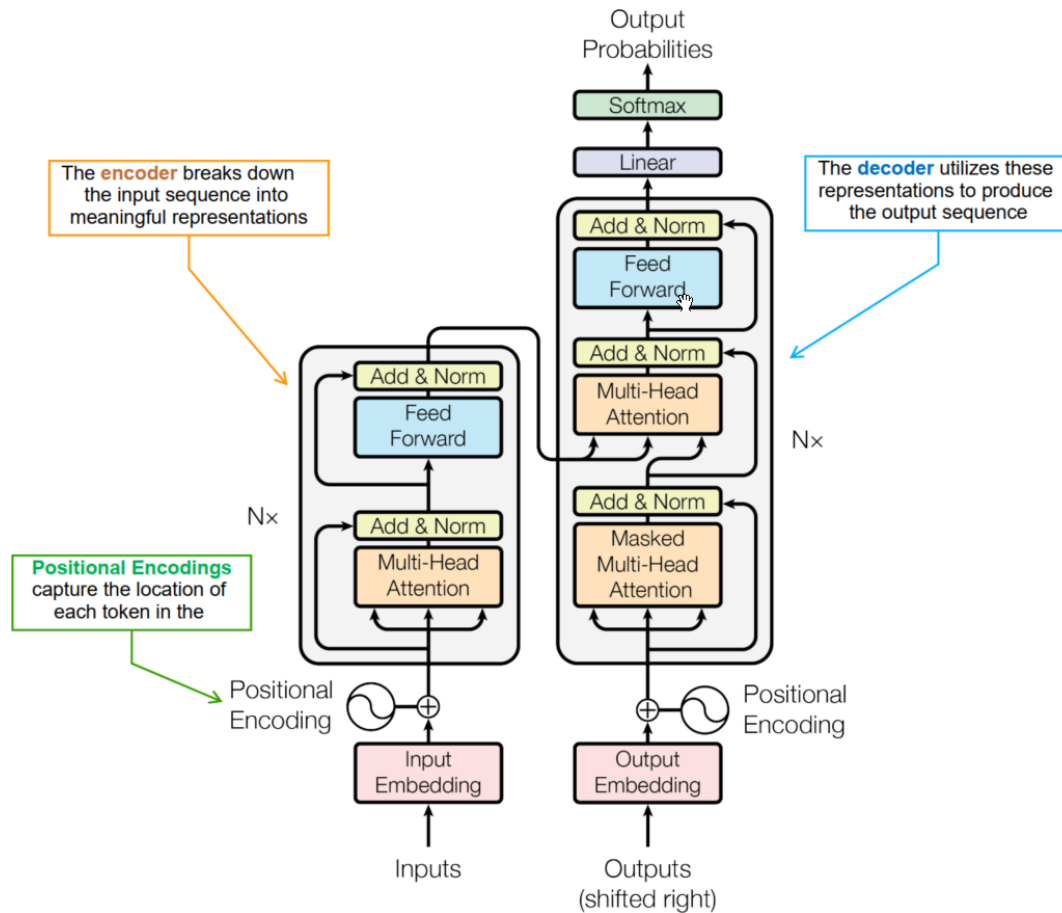 Output
Probabilities
Softmax
Linear
The encoder breaks down
the input sequence into
meaningful representations
The decoder utilizes these
representations to produce
the output sequence
Add & Norm
Feed
Forward
Add & Norm
Multi-Head
Attention
Nx
Add & Norm
Masked
Multi-Head
Attention
Add & Norm
Feed
Forward
Nx
Add & Norm
Multi-Head
Attention
Positional Encodings
capture the location of
each token in the
Positional
Encoding
Positional
Encoding
Input
Embedding
Output
Embedding
Inputs
Outputs
(shifted right)